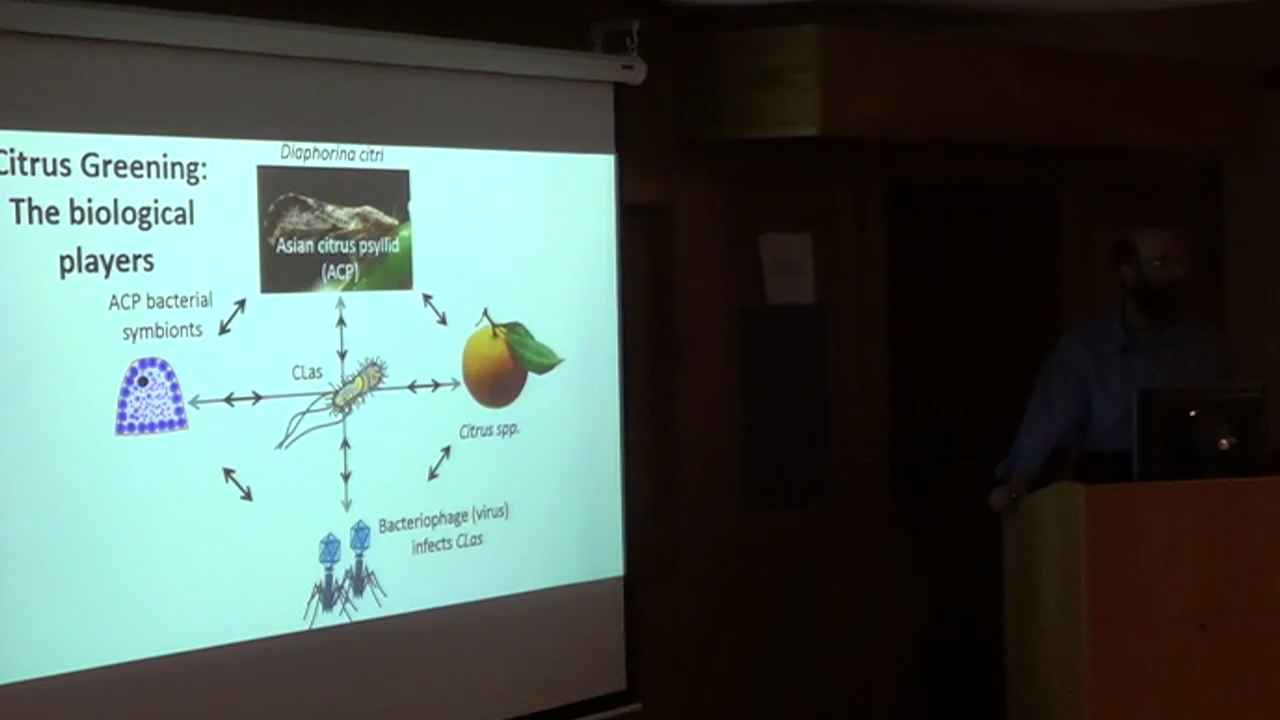 Citrus Greening:
The biological
players
Diaphorina citri
Asian citrus psyllid
(ACP)
ACP bacterial
symbionts
CLas
Citrus spp.
Bacteriophage (virus)
infects CLas